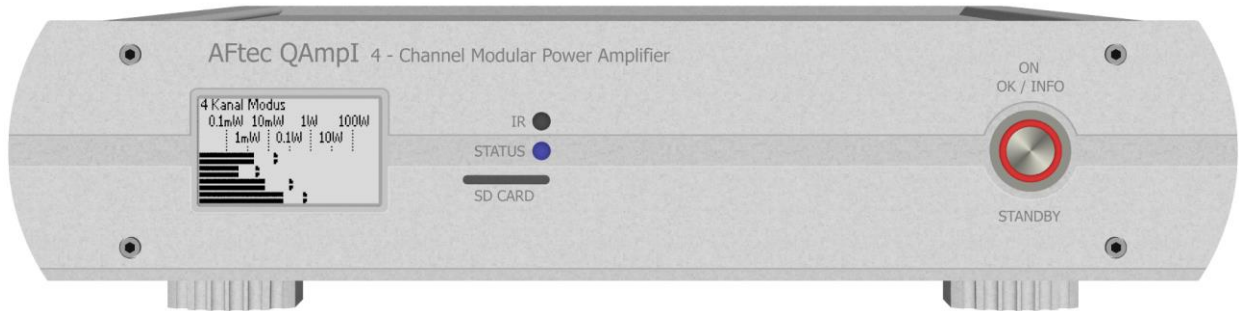 AFtec QAmpI 4 - Channel Modular Power Amplifier
4 Kanal Modus
0.1mW 10mW 1W 100W
1mW 0.1W 10W
IR
STATUS
SD CARD
ON
OK / INFO
STANDBY